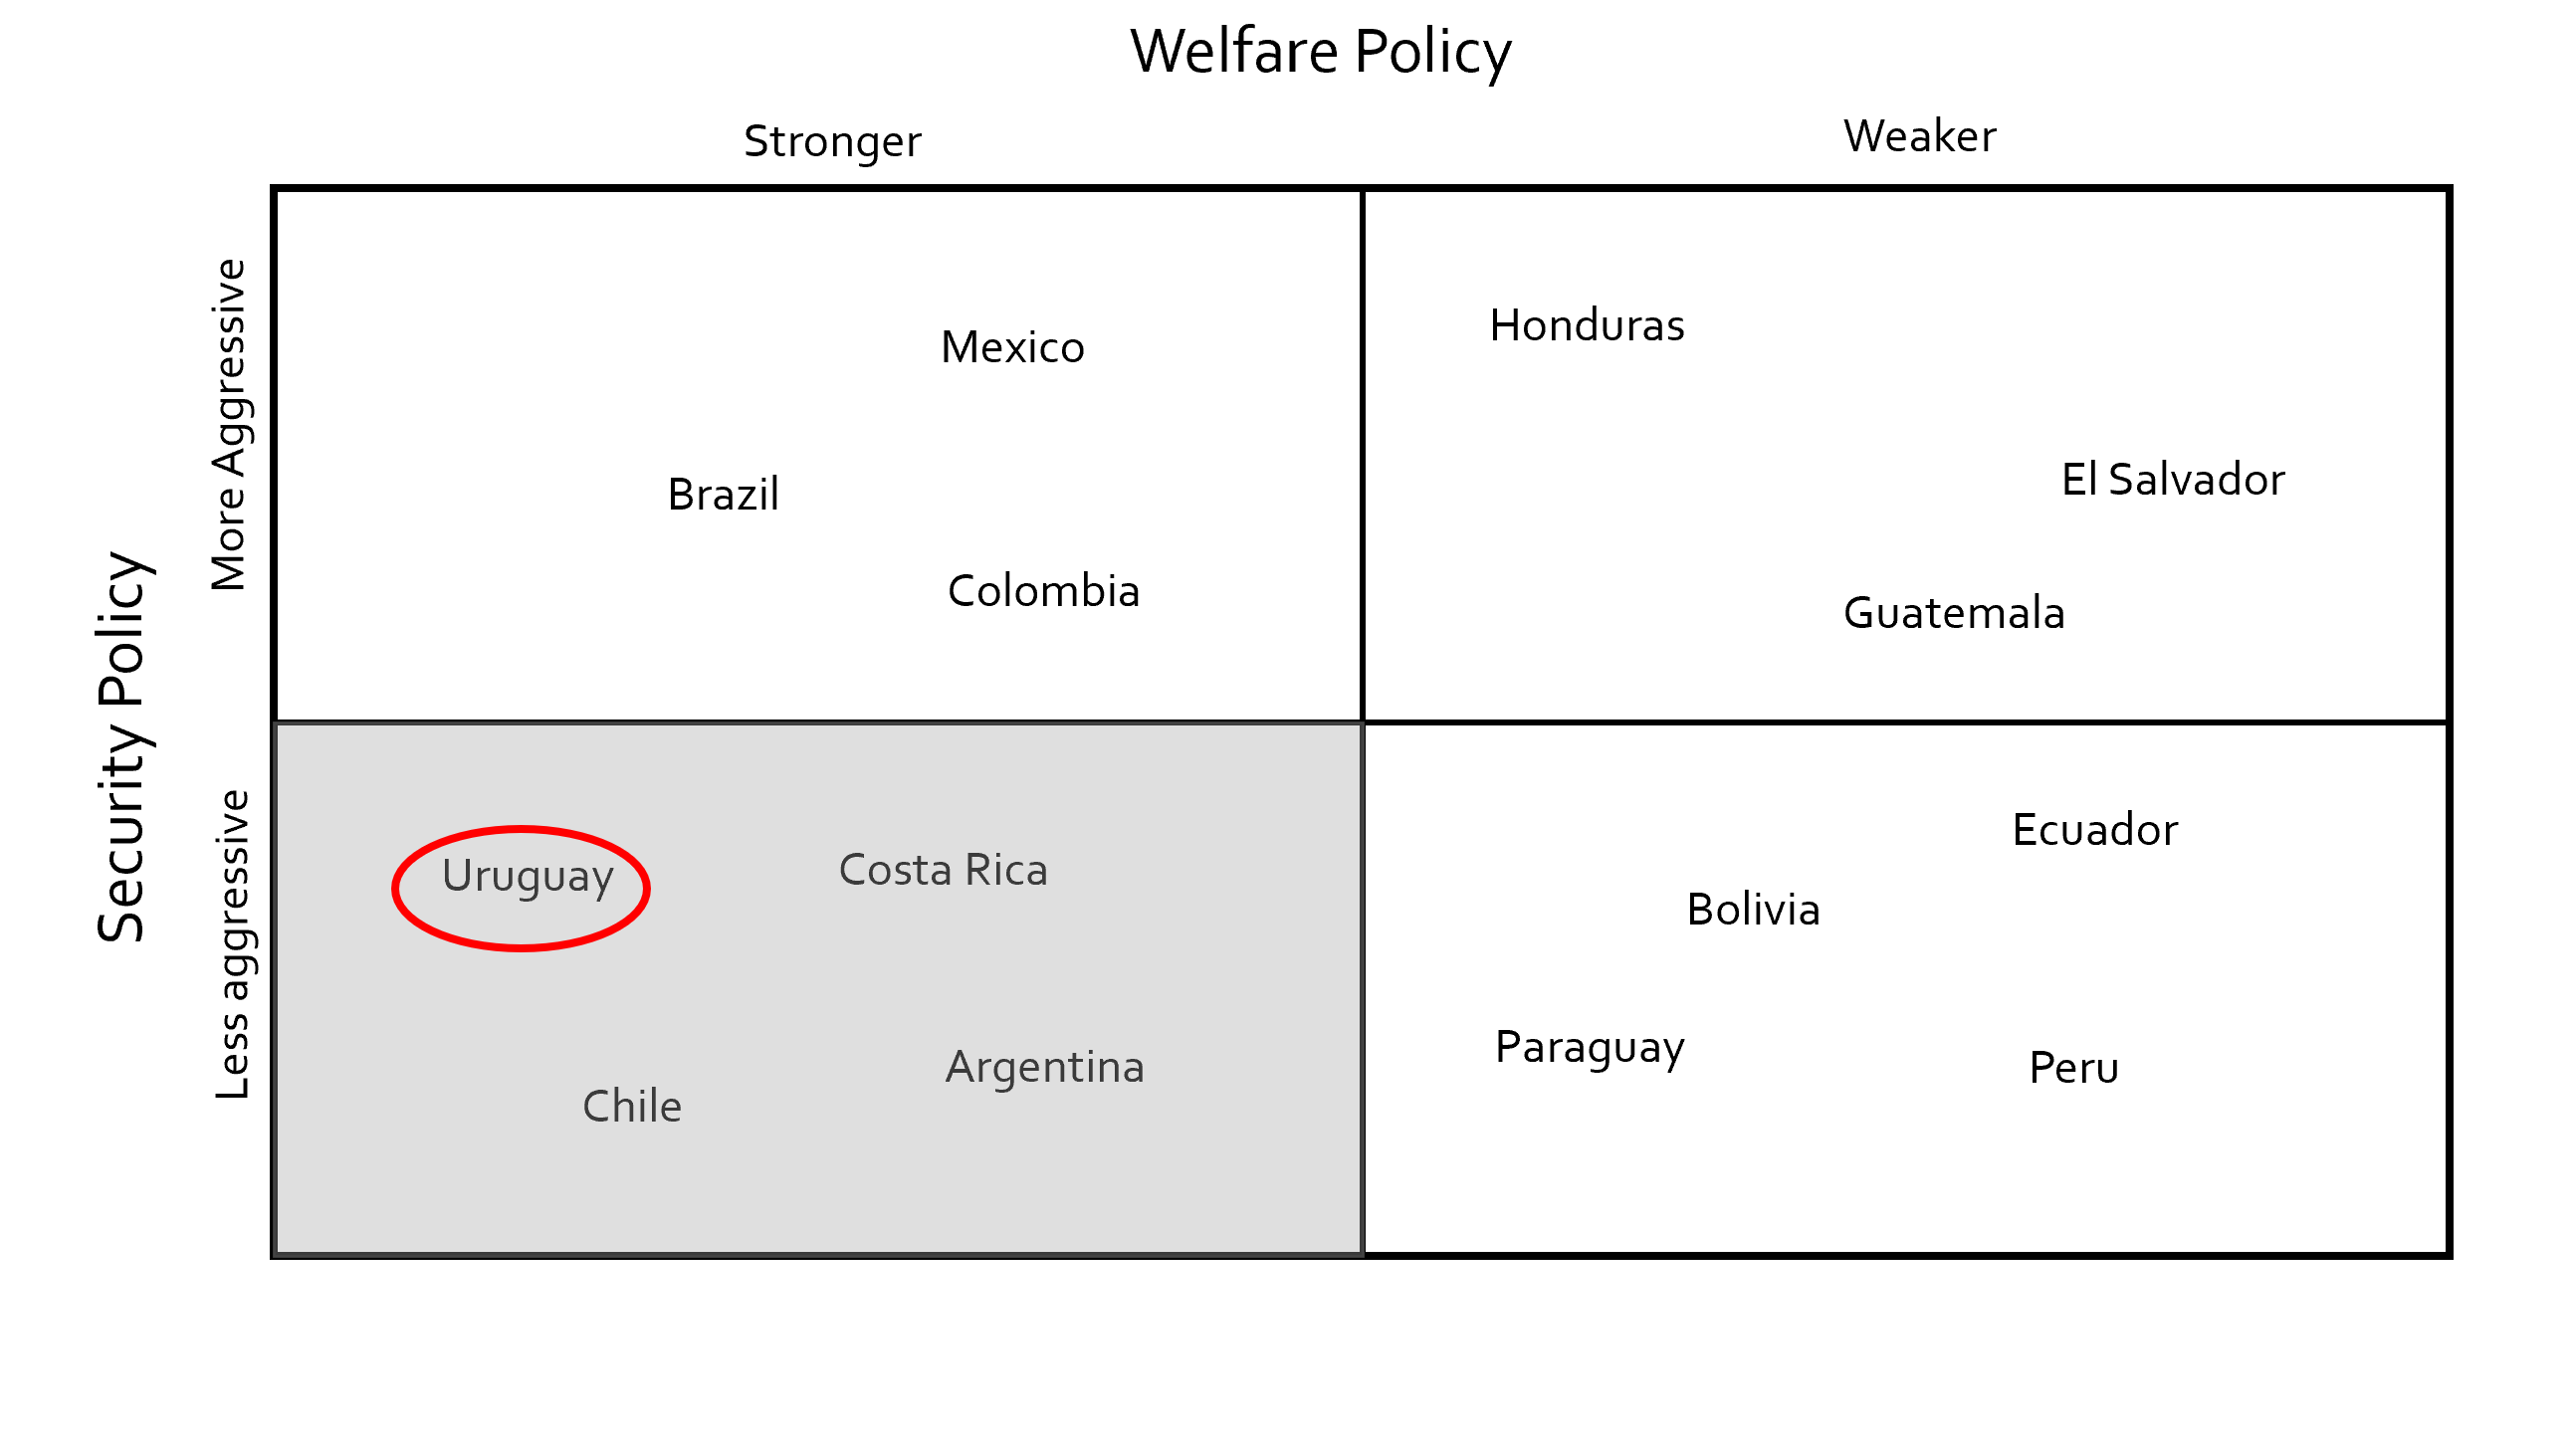 Welfare Policy
Stronger
Weaker
Security Policy
More Aggressive
Less aggressive
Mexico
Brazil
Colombia
Honduras
El Salvador
Guatemala
Uruguay
Costa Rica
Argentina
Chile
Ecuador
Bolivia
Paraguay
Peru